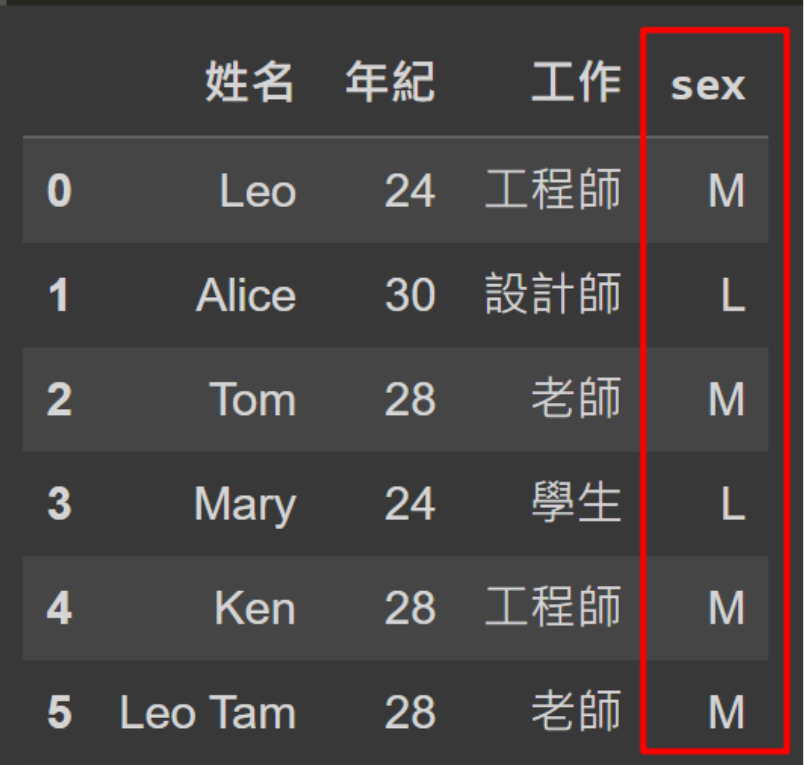 姓名 年紀 工作 sex
0 Leo 24 工程師 M
1 Alice 30 設計師 L
2 Tom 28 老師 M
3 Mary 24 學生 L
4 Ken 28 工程師 M
5 Leo Tam 28 老師 M